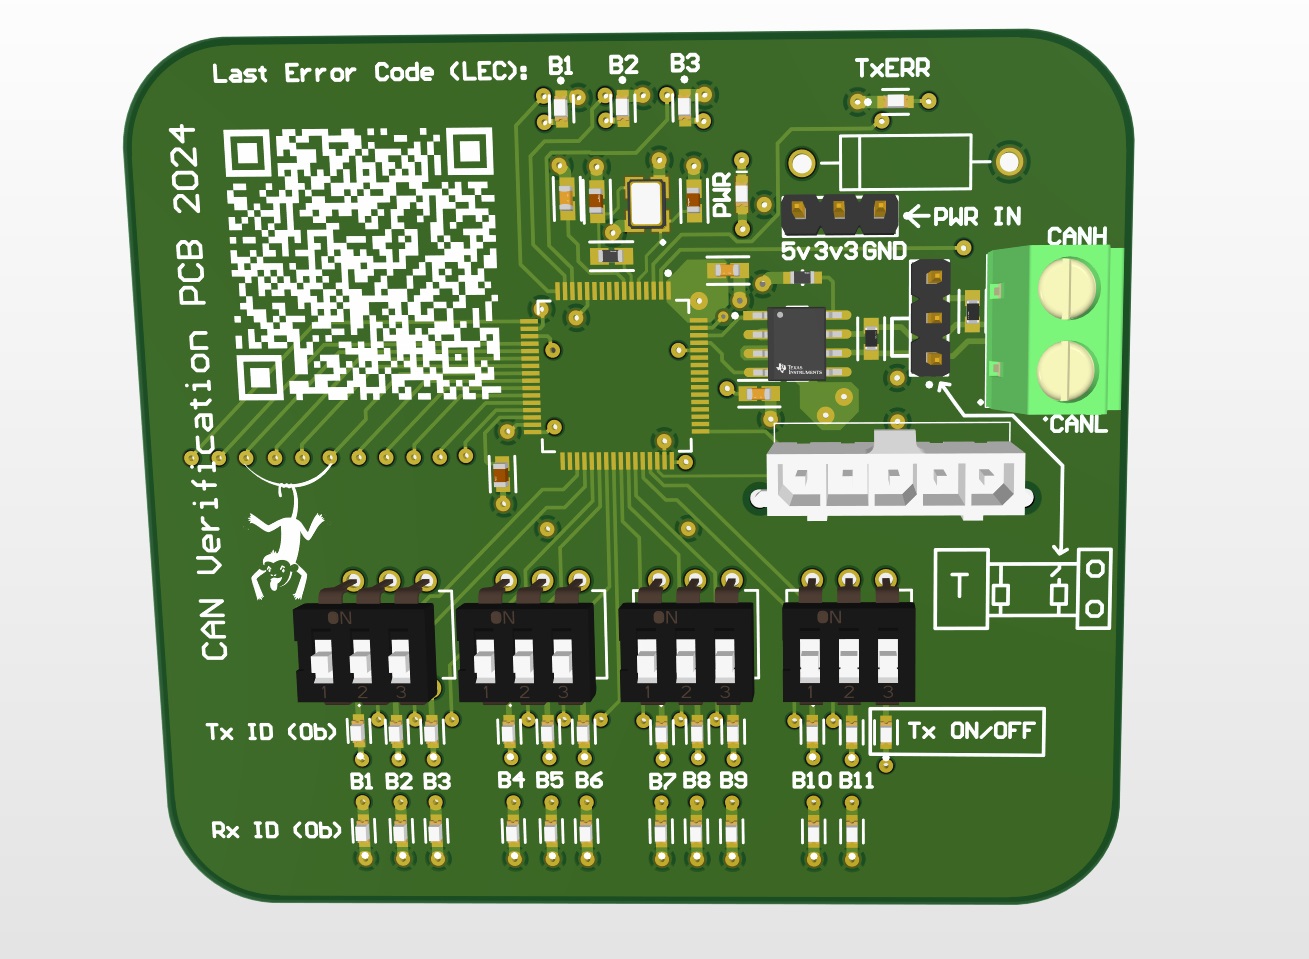 Last Error Code (LEC): B1 B2 B3
TxERR
PWR
PWR IN
5v 3v3 GND
CANH
CANL
TEXAS
INSTRUMENTS
CAN Verification PCB 2024
T
ON ON ON ON
1 2 3 1 2 3 1 2 3 1 2 3
Tx ID (0b)
Tx ON/OFF
B1 B2 B3 B4 B5 B6 B7 B8 B9 B10 B11
Rx ID (0b)